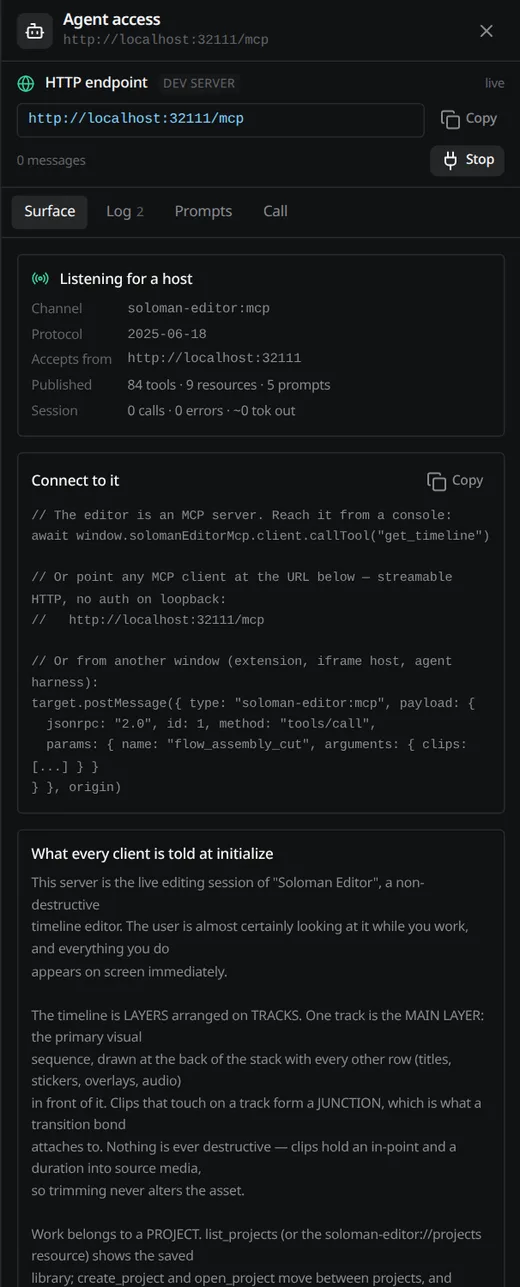 Agent access
http://localhost:32111/mcp
HTTP endpoint DEV SERVER live
http://localhost:32111/mcp Copy
0 messages Stop
Surface Log 2 Prompts Call
Listening for a host
Channel soloman-editor:mcp
Protocol 2025-06-18
Accepts from http://localhost:32111
Published 84 tools · 9 resources · 5 prompts
Session 0 calls · 0 errors · ~0 tok out
Connect to it Copy
// The editor is an MCP server. Reach it from a console:
await window.solomanEditorMcp.client.callTool("get_timeline")
// Or point any MCP client at the URL below — streamable
HTTP, no auth on loopback:
//   http://localhost:32111/mcp
// Or from another window (extension, iframe host, agent
harness):
target.postMessage({ type: "soloman-editor:mcp", payload: {
  jsonrpc: "2.0", id: 1, method: "tools/call",
  params: { name: "flow_assembly_cut", arguments: { clips:
[...] } }
} }, origin)
What every client is told at initialize
This server is the live editing session of "Soloman Editor", a non-
destructive
timeline editor. The user is almost certainly looking at it while you work,
and everything you do
appears on screen immediately.
The timeline is LAYERS arranged on TRACKS. One track is the MAIN LAYER:
the primary visual
sequence, drawn at the back of the stack with every other row (titles,
stickers, overlays, audio)
in front of it. Clips that touch on a track form a JUNCTION, which is what a
transition bond
attaches to. Nothing is ever destructive — clips hold an in-point and a
duration into source media,
so trimming never alters the asset.
Work belongs to a PROJECT. list_projects (or the soloman-editor://projects
resource) shows the saved
library; create_project and open_project move between projects, and